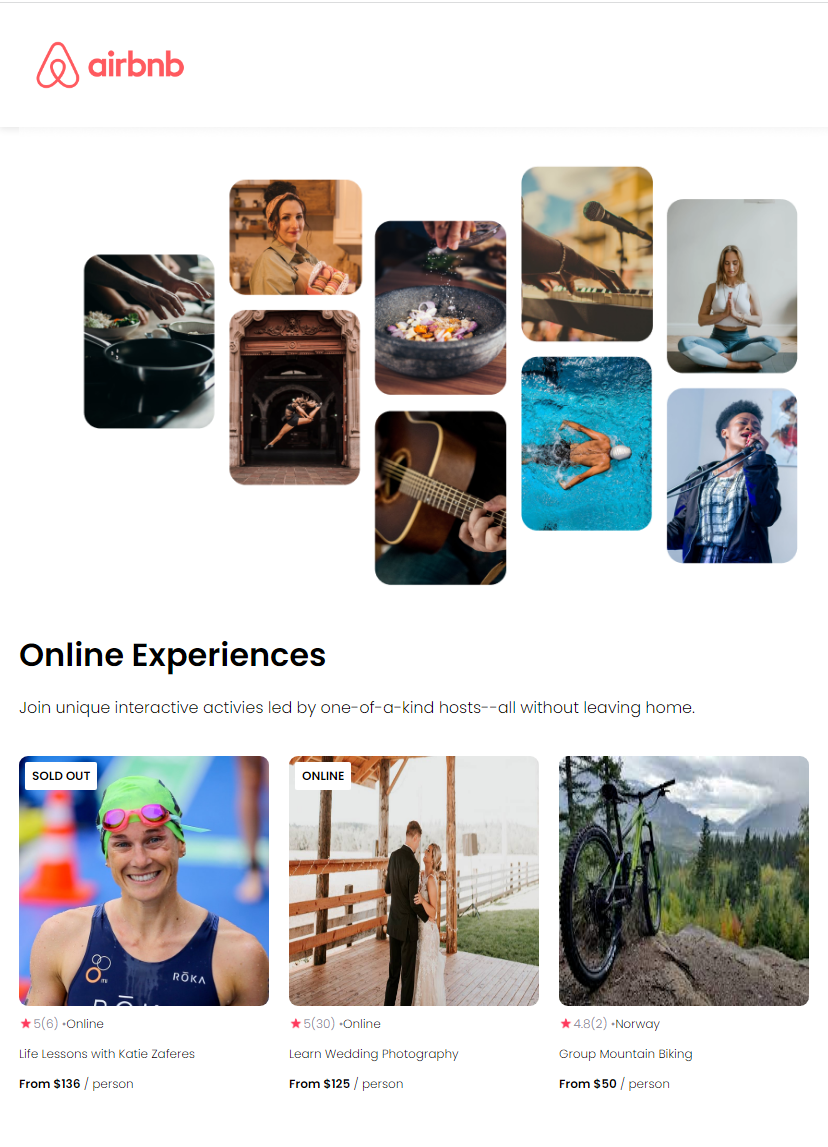 airbnb
Online Experiences
Join unique interactive activies led by one-of-a-kind hosts--all without leaving home.
SOLD OUT
ONLINE
RŌKA
★5(6) •Online
★5(30) •Online
★4.8(2) •Norway
Life Lessons with Katie Zaferes
Learn Wedding Photography
Group Mountain Biking
From $136 / person
From $125 / person
From $50 / person